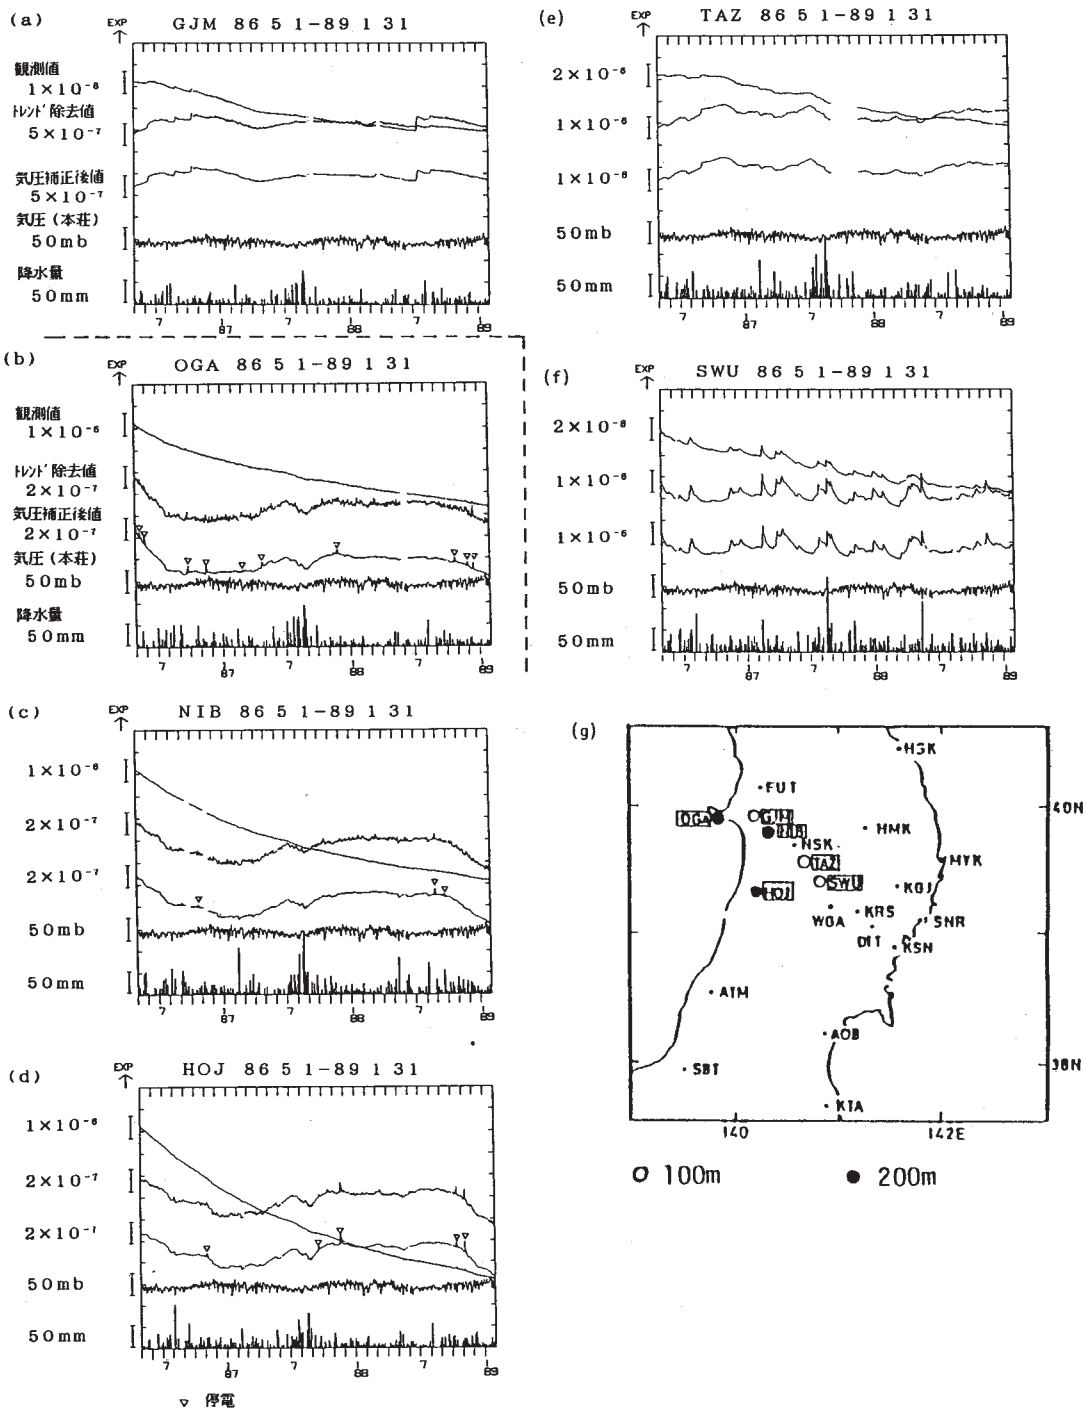 (a)
EXP
GJM 86 5 1-89 1 31
観測値
1×10⁻⁶
トレンド除去値
5×10⁻⁷
気圧補正後値
5×10⁻⁷
気圧(本荘)
50mb
降水量
50mm
7 87 7 88 7 89
(b)
EXP
OGA 86 5 1-89 1 31
観測値
1×10⁻⁶
トレンド除去値
2×10⁻⁷
気圧補正後値
2×10⁻⁷
気圧(本荘)
50mb
降水量
50mm
7 87 7 88 7 89
(c)
EXP
NIB 86 5 1-89 1 31
1×10⁻⁶
2×10⁻⁷
2×10⁻⁷
50mb
50mm
7 87 7 88 7 89
(d)
EXP
HOJ 86 5 1-89 1 31
1×10⁻⁶
2×10⁻⁷
2×10⁻⁷
50mb
50mm
7 87 7 88 7 89
▽ 停電
(e)
EXP
TAZ 86 5 1-89 1 31
2×10⁻⁶
1×10⁻⁶
1×10⁻⁶
50mb
50mm
7 87 7 88 7 89
(f)
EXP
SWU 86 5 1-89 1 31
2×10⁻⁶
1×10⁻⁶
1×10⁻⁶
50mb
50mm
7 87 7 88 7 89
(g)
HSK
FUT
40N
OGA GJM
NIB HMK
NSK
TAZ MYK
SWU KGJ
HOJ
WGA KRS SNR
OIT KSN
ATM
AOB
SBT 38N
KTA
140 142E
○ 100m ● 200m